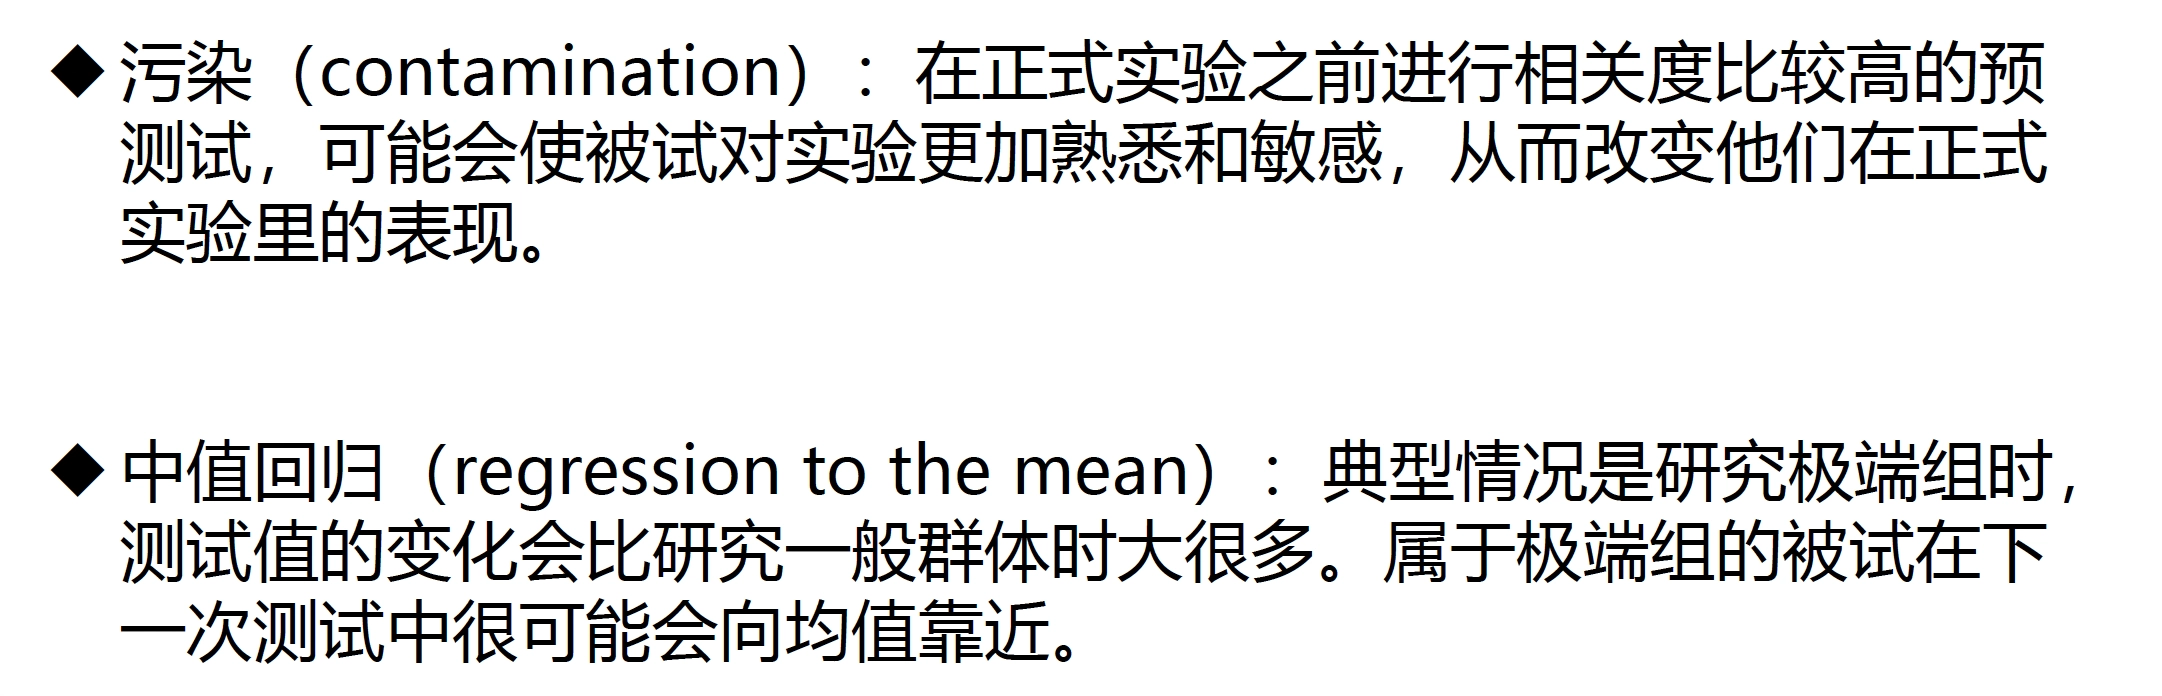 ◆ 污染（contamination）：在正式实验之前进行相关度比较高的预
测试，可能会使被试对实验更加熟悉和敏感，从而改变他们在正式
实验里的表现。
◆ 中值回归（regression to the mean）：典型情况是研究极端组时，
测试值的变化会比研究一般群体时大很多。属于极端组的被试在下
一次测试中很可能会向均值靠近。